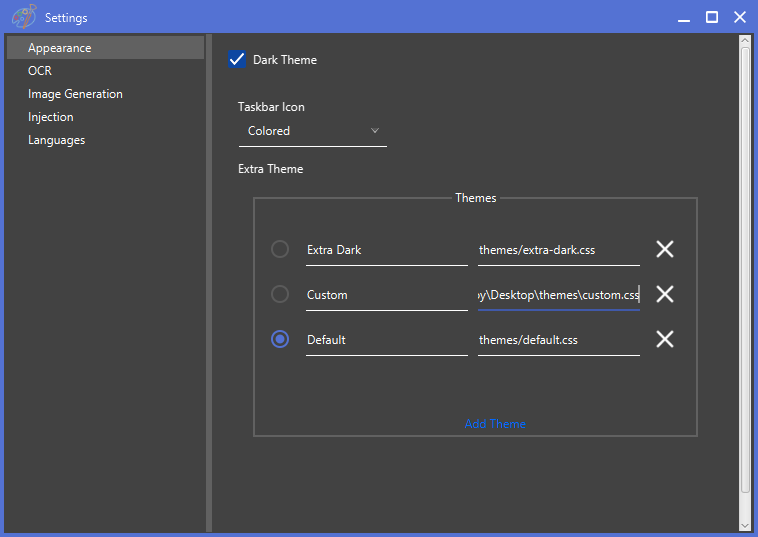 Settings
Appearance
OCR
Image Generation
Injection
Languages
Dark Theme
Taskbar Icon
Colored
Extra Theme
Themes
Extra Dark themes/extra-dark.css
Custom \Desktop\themes\custom.css
Default themes/default.css
Add Theme